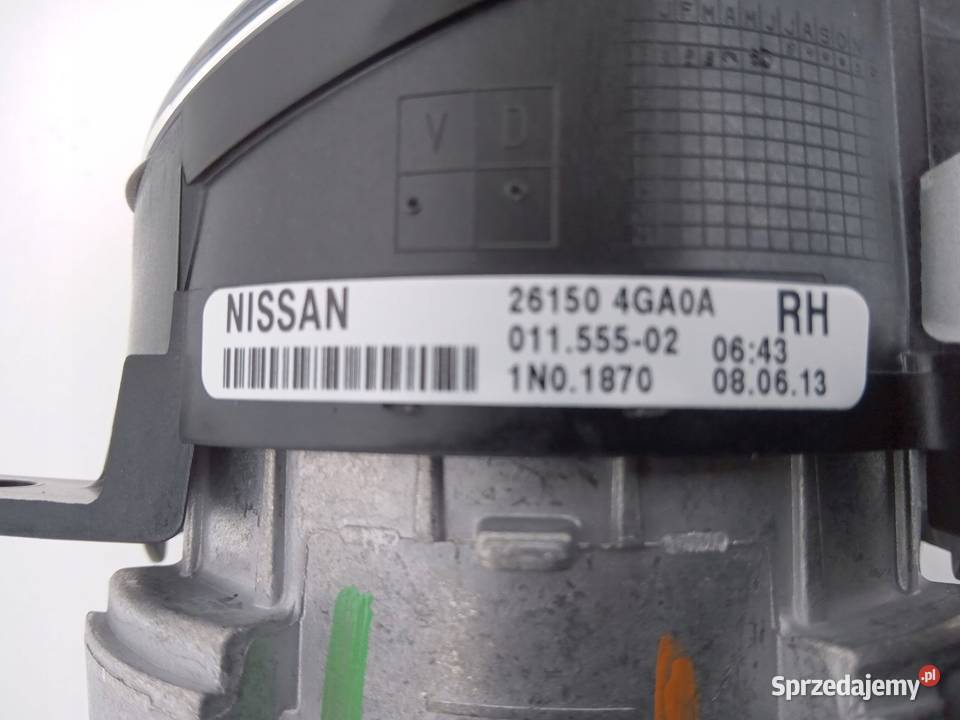 J F M A M J J A S O N
V D
NISSAN 26150 4GA0A RH
011.555-02 06:43
1N0.1870 08.06.13
Sprzedajemy.pl